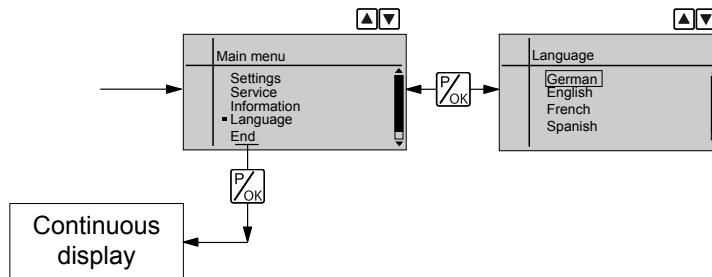 Main menu
Settings
Service
Information
Language
End
P/OK
Language
German
English
French
Spanish
P/OK
Continuous
display